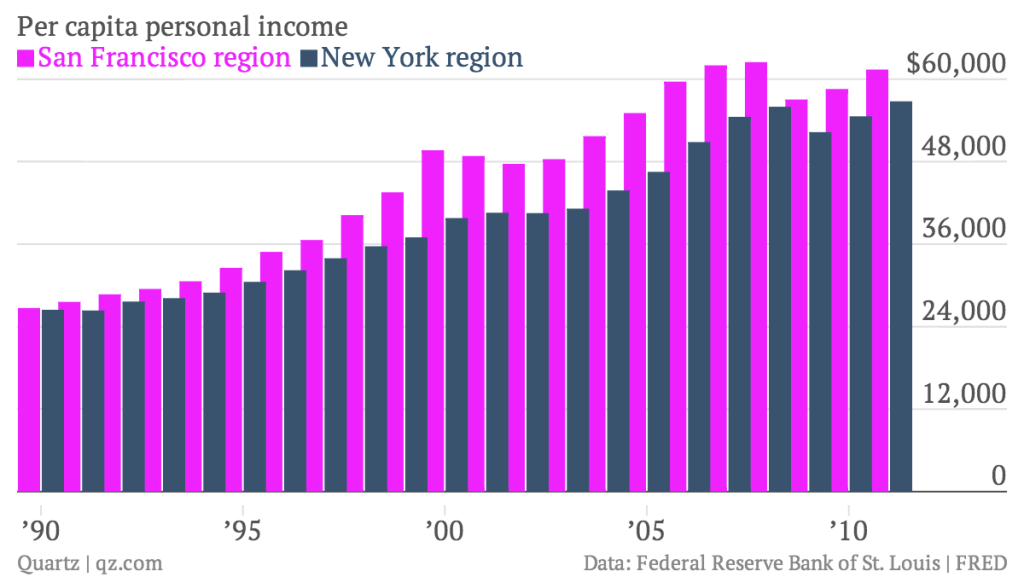 Per capita personal income
San Francisco region New York region
$60,000
48,000
36,000
24,000
12,000
0
’90 ’95 ’00 ’05 ’10
Quartz | qz.com Data: Federal Reserve Bank of St. Louis | FRED